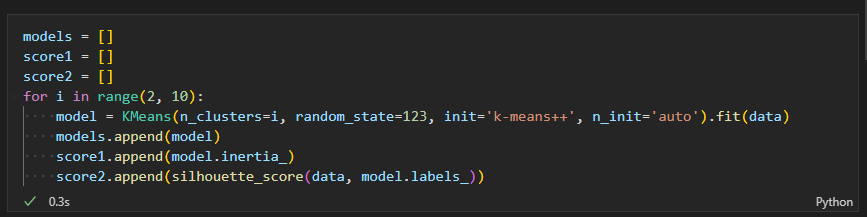 models = []
score1 = []
score2 = []
for i in range(2, 10):
    model = KMeans(n_clusters=i, random_state=123, init='k-means++', n_init='auto').fit(data)
    models.append(model)
    score1.append(model.inertia_)
    score2.append(silhouette_score(data, model.labels_))
✓ 0.3s
Python